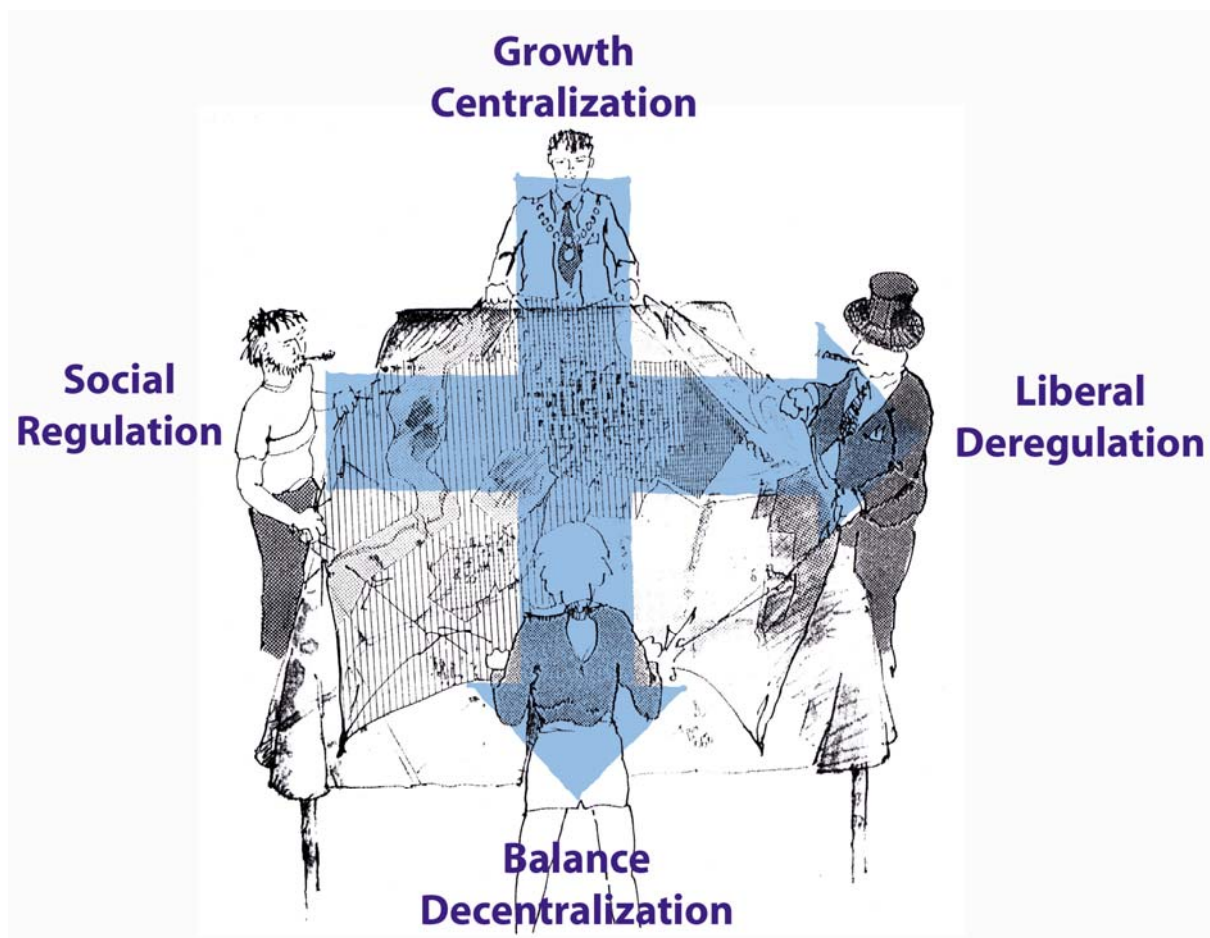 Growth
Centralization
Social
Regulation
Liberal
Deregulation
Balance
Decentralization